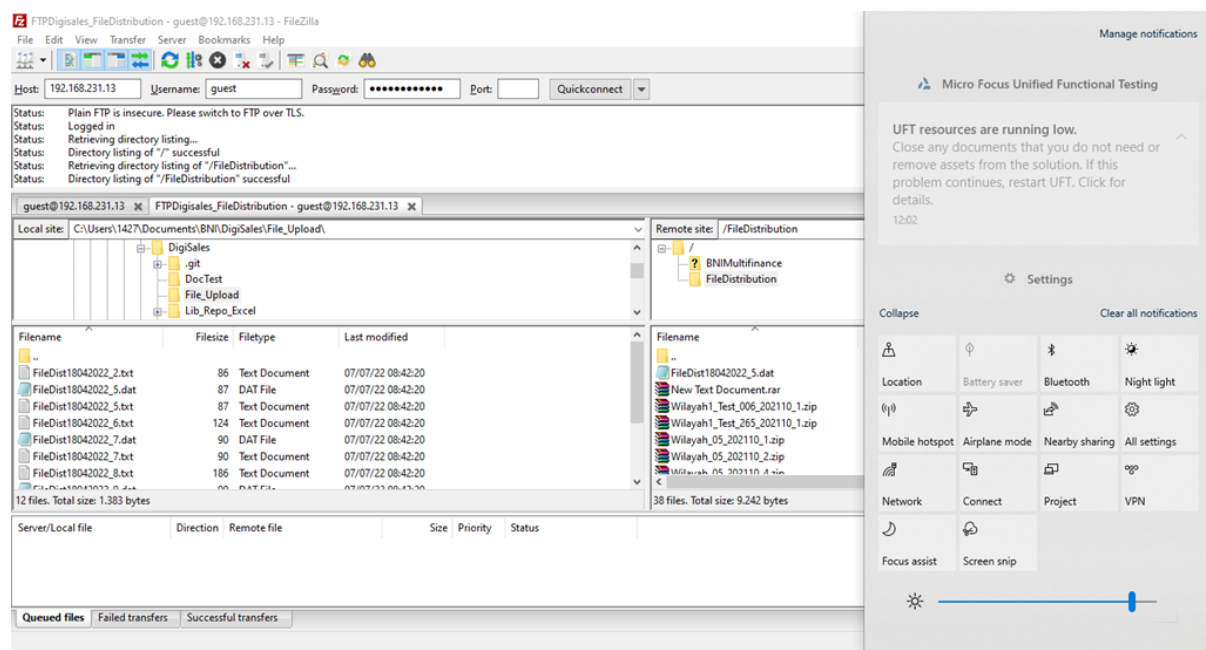 FTPDigisales_FileDistribution - guest@192.168.231.13 - FileZilla
File Edit View Transfer Server Bookmarks Help
Host: 192.168.231.13 Username: guest Password: ●●●●●●●●●●●● Port: Quickconnect
Status: Plain FTP is insecure. Please switch to FTP over TLS.
Status: Logged in
Status: Retrieving directory listing...
Status: Directory listing of "/" successful
Status: Retrieving directory listing of "/FileDistribution"...
Status: Directory listing of "/FileDistribution" successful
guest@192.168.231.13 FTPDigisales_FileDistribution - guest@192.168.231.13
Local site: C:\Users\1427\Documents\BNI\DigiSales\File_Upload\
DigiSales
.git
DocTest
File_Upload
Lib_Repo_Excel
Filename Filesize Filetype Last modified
..
FileDist18042022_2.txt 86 Text Document 07/07/22 08:42:20
FileDist18042022_5.dat 87 DAT File 07/07/22 08:42:20
FileDist18042022_5.txt 87 Text Document 07/07/22 08:42:20
FileDist18042022_6.txt 124 Text Document 07/07/22 08:42:20
FileDist18042022_7.dat 90 DAT File 07/07/22 08:42:20
FileDist18042022_7.txt 90 Text Document 07/07/22 08:42:20
FileDist18042022_8.txt 186 Text Document 07/07/22 08:42:20
12 files. Total size: 1.383 bytes
Remote site: /FileDistribution
/
BNIMultifinance
FileDistribution
Filename
..
FileDist18042022_5.dat
New Text Document.rar
Wilayah1_Test_006_202110_1.zip
Wilayah1_Test_265_202110_1.zip
Wilayah_05_202110_1.zip
Wilayah_05_202110_2.zip
Wilayah_05_202110_4.zip
38 files. Total size: 9.242 bytes
Server/Local file Direction Remote file Size Priority Status
Queued files Failed transfers Successful transfers
Manage notifications
Micro Focus Unified Functional Testing
UFT resources are running low.
Close any documents that you do not need or
remove assets from the solution. If this
problem continues, restart UFT. Click for
details.
12:02
Settings
Collapse Clear all notifications
Location Battery saver Bluetooth Night light
Mobile hotspot Airplane mode Nearby sharing All settings
Network Connect Project VPN
Focus assist Screen snip